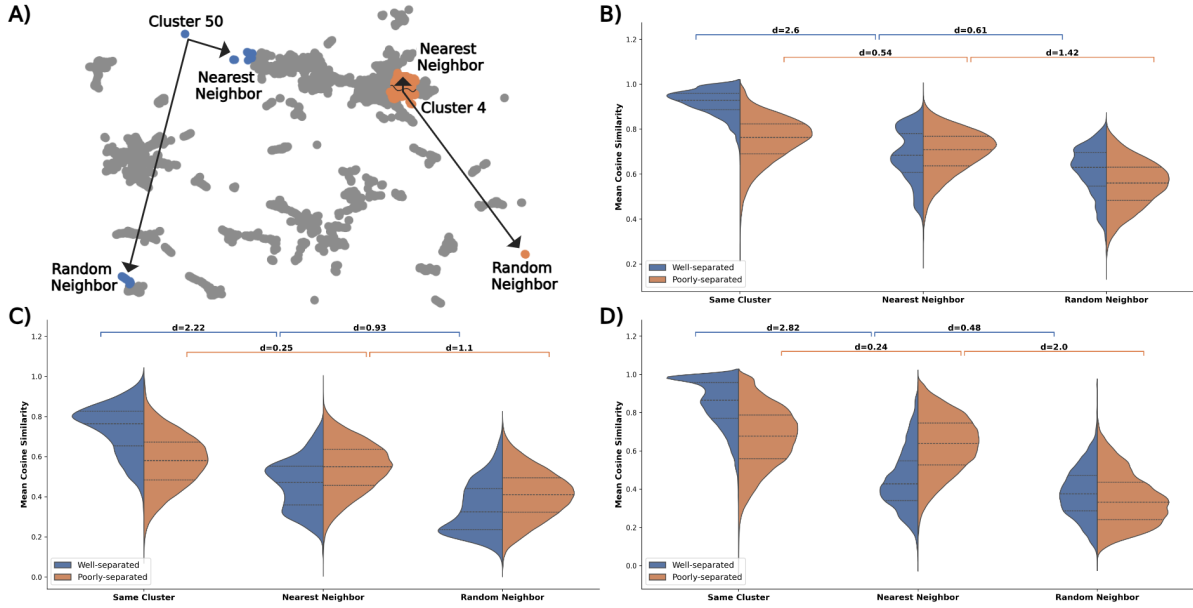 A)
Cluster 50
Nearest
Neighbor
Nearest
Neighbor
Cluster 4
Random
Neighbor
Random
Neighbor
B)
d=2.6
d=0.61
d=0.54
d=1.42
Mean Cosine Similarity
1.2
1.0
0.8
0.6
0.4
0.2
Well-separated
Poorly-separated
Same Cluster
Nearest Neighbor
Random Neighbor
C)
d=2.22
d=0.93
d=0.25
d=1.1
Mean Cosine Similarity
1.2
1.0
0.8
0.6
0.4
0.2
0.0
Well-separated
Poorly-separated
Same Cluster
Nearest Neighbor
Random Neighbor
D)
d=2.82
d=0.48
d=0.24
d=2.0
Mean Cosine Similarity
1.2
1.0
0.8
0.6
0.4
0.2
0.0
Well-separated
Poorly-separated
Same Cluster
Nearest Neighbor
Random Neighbor